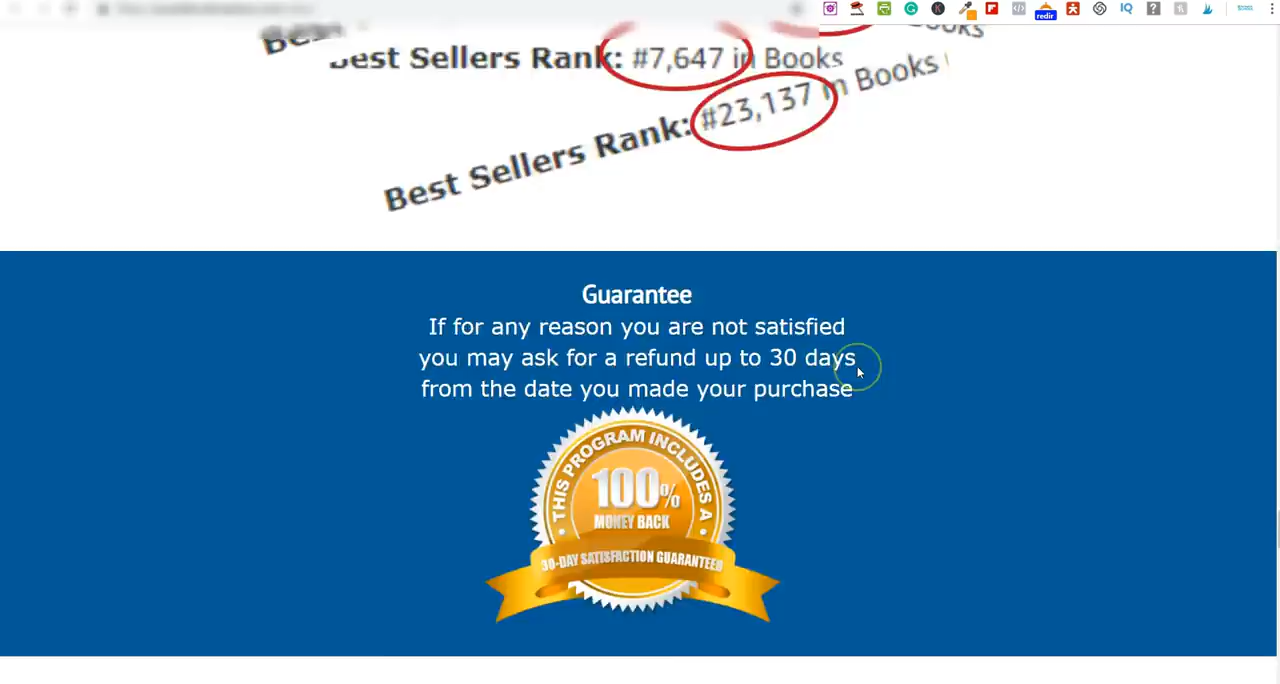 Best Sellers Rank: #7,647 in Books
Best Sellers Rank: #23,137 in Books
Guarantee
If for any reason you are not satisfied
you may ask for a refund up to 30 days
from the date you made your purchase
• THIS PROGRAM INCLUDES A •
100%
MONEY BACK
30-DAY SATISFACTION GUARANTEED
redir
IQ